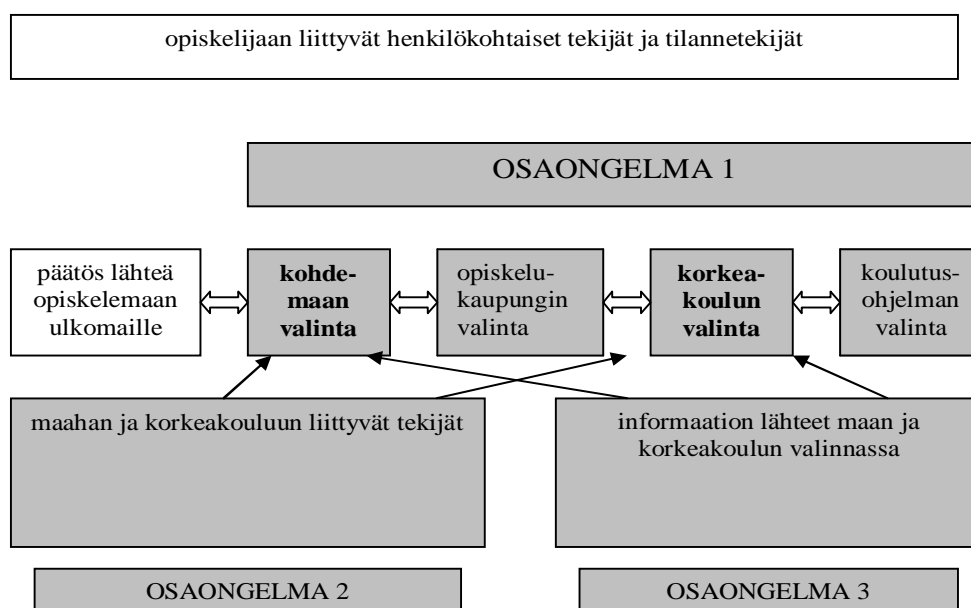 opiskelijaan liittyvät henkilökohtaiset tekijät ja tilannetekijät
OSAONGELMA 1
päätös lähteä
opiskelemaan
ulkomaille
kohde-
maan
valinta
opiskelu-
kaupungin
valinta
korkea-
koulun
valinta
koulutus-
ohjelman
valinta
maahan ja korkeakouluun liittyvät tekijät
informaation lähteet maan ja
korkeakoulun valinnassa
OSAONGELMA 2
OSAONGELMA 3